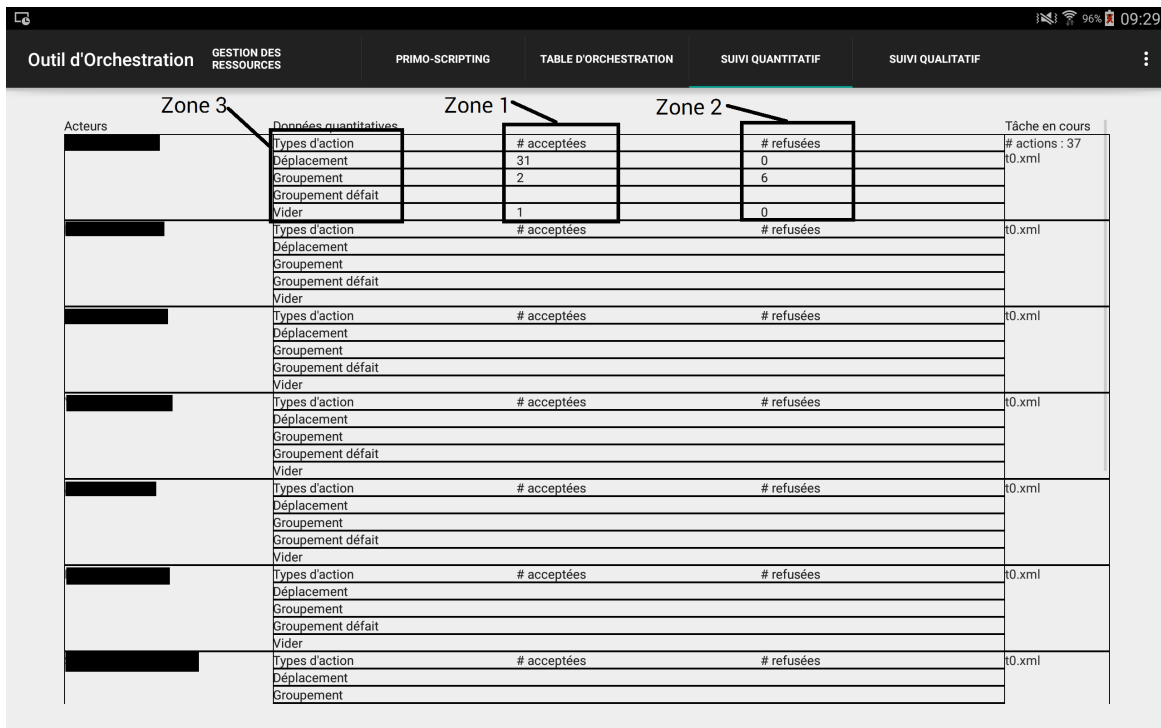 96% 09:29
Outil d'Orchestration GESTION DES RESSOURCES PRIMO-SCRIPTING TABLE D'ORCHESTRATION SUIVI QUANTITATIF SUIVI QUALITATIF
Zone 3 Zone 1 Zone 2
Acteurs Données quantitatives Tâche en cours
Types d'action # acceptées # refusées # actions : 37
Déplacement 31 0 t0.xml
Groupement 2 6
Groupement défait
Vider 1 0
Types d'action # acceptées # refusées t0.xml
Déplacement
Groupement
Groupement défait
Vider
Types d'action # acceptées # refusées t0.xml
Déplacement
Groupement
Groupement défait
Vider
Types d'action # acceptées # refusées t0.xml
Déplacement
Groupement
Groupement défait
Vider
Types d'action # acceptées # refusées t0.xml
Déplacement
Groupement
Groupement défait
Vider
Types d'action # acceptées # refusées t0.xml
Déplacement
Groupement
Groupement défait
Vider
Types d'action # acceptées # refusées t0.xml
Déplacement
Groupement